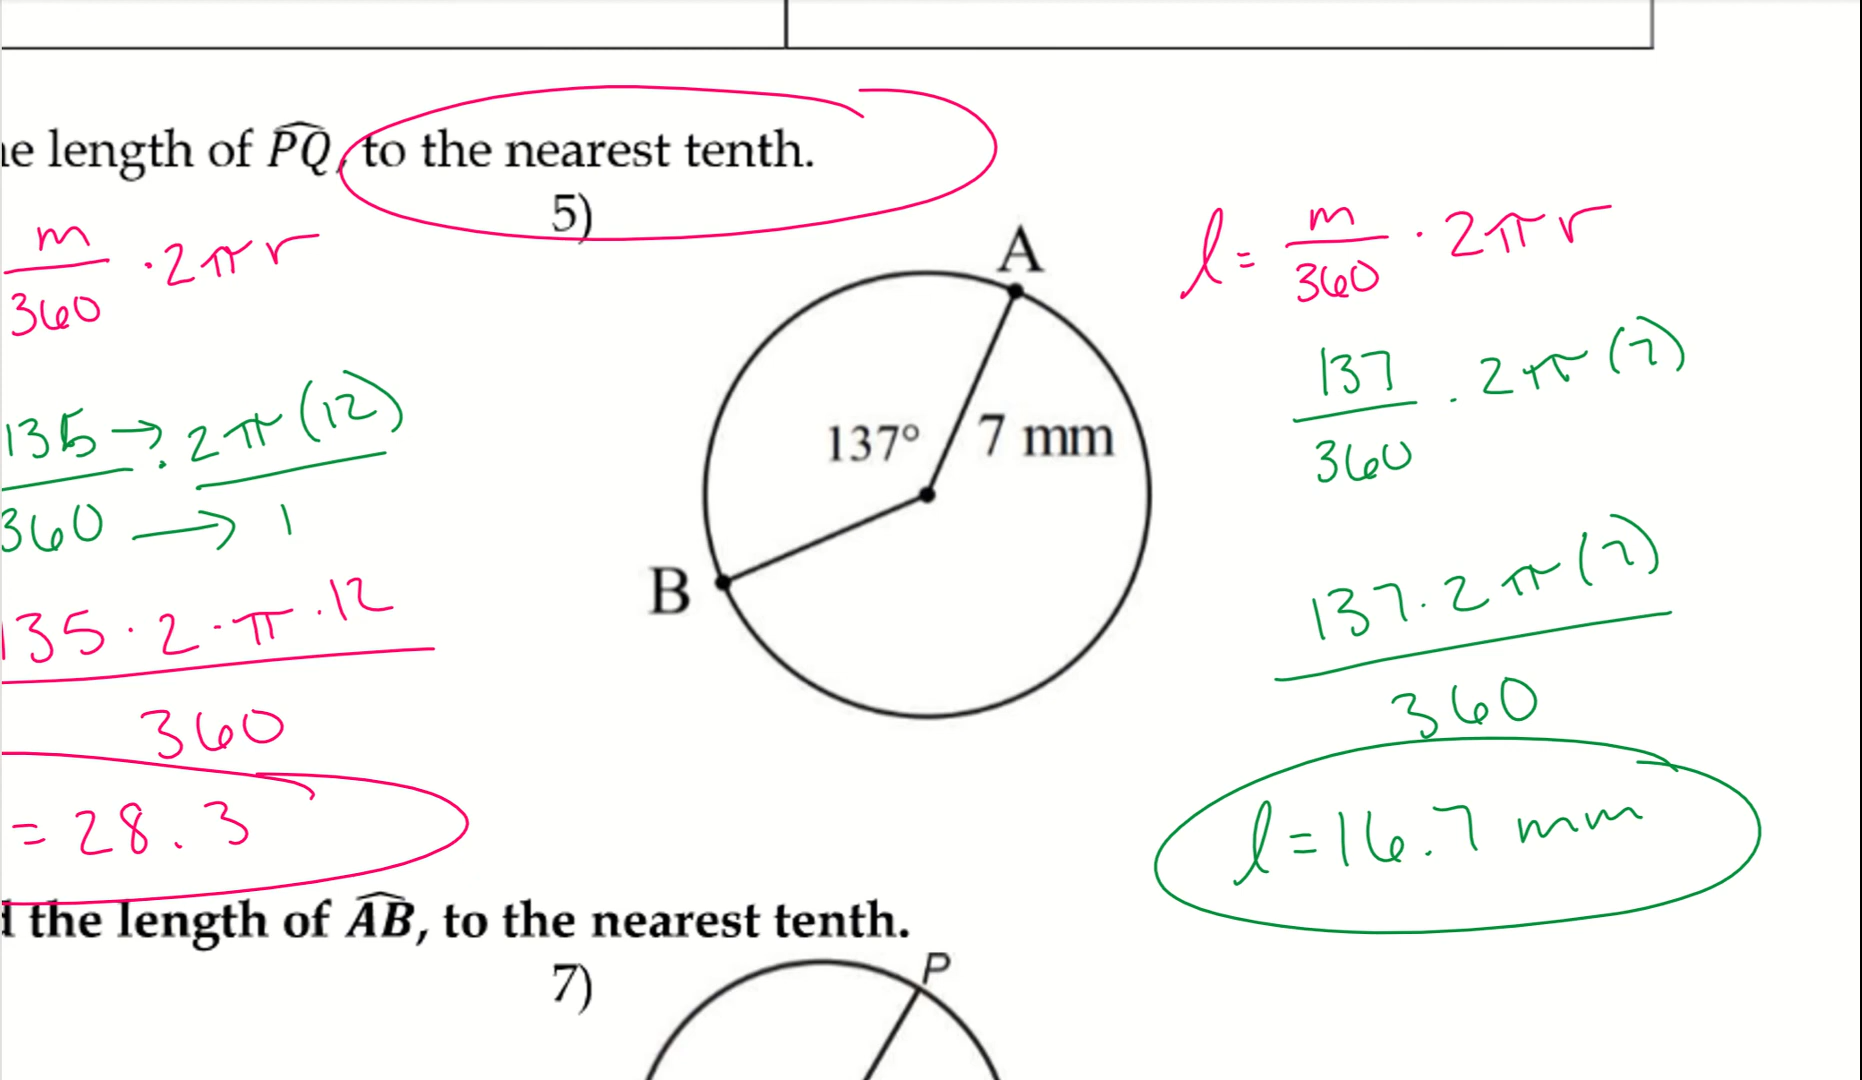 e length of PQ, to the nearest tenth.
5)
m
360
· 2πr
135 → · 2π(12)
360 → 1
135 · 2 · π · 12
360
= 28.3
A
137°
7 mm
B
l = m/360 · 2πr
137/360 · 2π(7)
137 · 2π(7)
360
l = 16.7 mm
the length of AB, to the nearest tenth.
7)
P